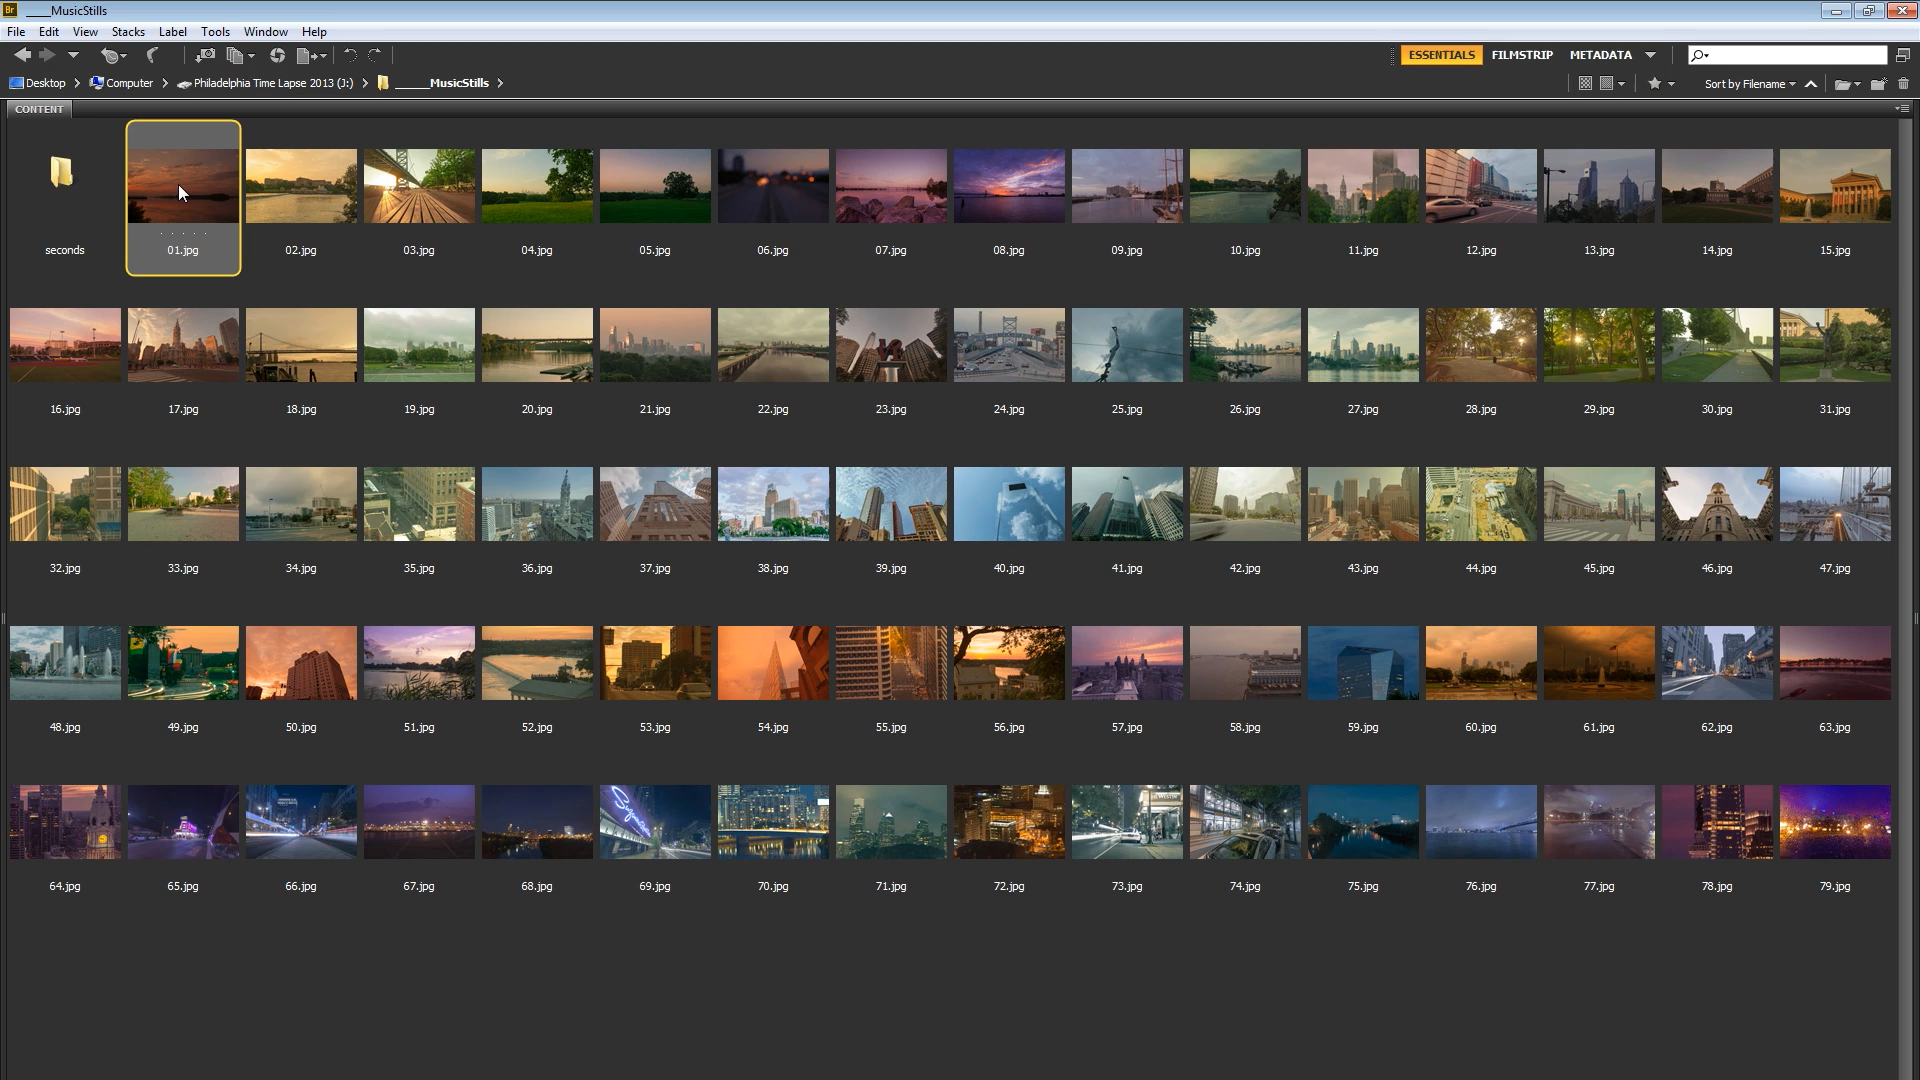 Br _____MusicStills
File Edit View Stacks Label Tools Window Help
ESSENTIALS FILMSTRIP METADATA
Desktop Computer Philadelphia Time Lapse 2013 (J:) ______MusicStills Sort by Filename
CONTENT
seconds 01.jpg 02.jpg 03.jpg 04.jpg 05.jpg 06.jpg 07.jpg 08.jpg 09.jpg 10.jpg 11.jpg 12.jpg 13.jpg 14.jpg 15.jpg
16.jpg 17.jpg 18.jpg 19.jpg 20.jpg 21.jpg 22.jpg 23.jpg 24.jpg 25.jpg 26.jpg 27.jpg 28.jpg 29.jpg 30.jpg 31.jpg
32.jpg 33.jpg 34.jpg 35.jpg 36.jpg 37.jpg 38.jpg 39.jpg 40.jpg 41.jpg 42.jpg 43.jpg 44.jpg 45.jpg 46.jpg 47.jpg
48.jpg 49.jpg 50.jpg 51.jpg 52.jpg 53.jpg 54.jpg 55.jpg 56.jpg 57.jpg 58.jpg 59.jpg 60.jpg 61.jpg 62.jpg 63.jpg
64.jpg 65.jpg 66.jpg 67.jpg 68.jpg 69.jpg 70.jpg 71.jpg 72.jpg 73.jpg 74.jpg 75.jpg 76.jpg 77.jpg 78.jpg 79.jpg